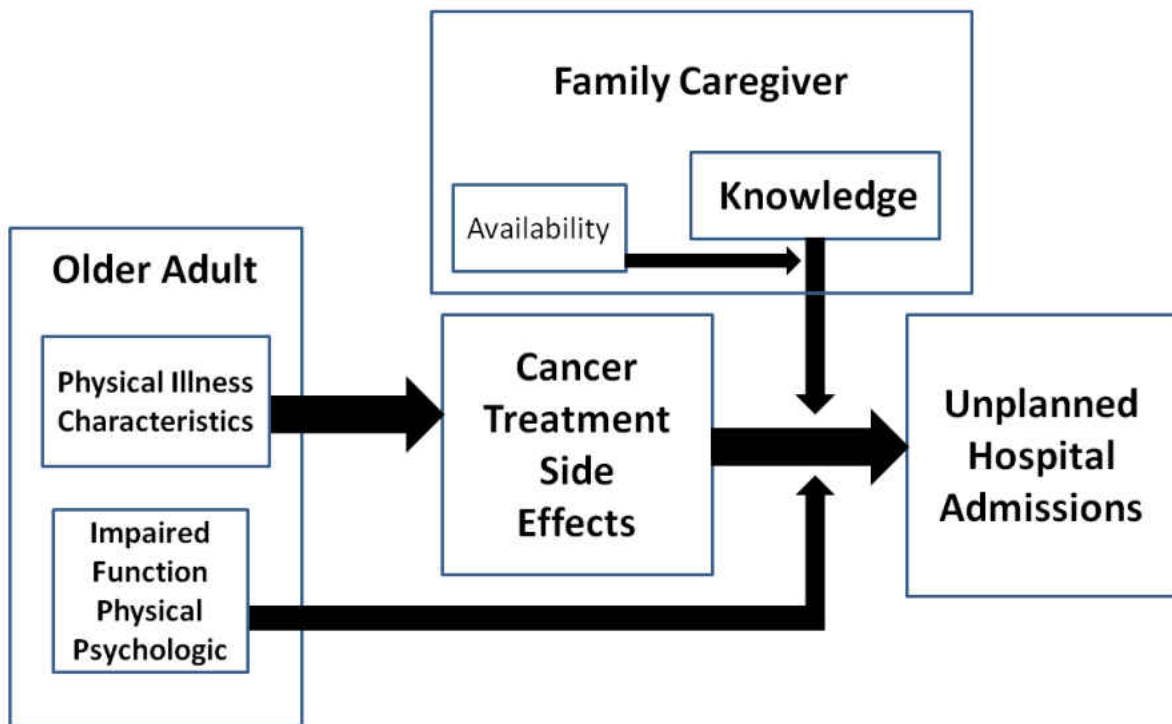 Family Caregiver
Availability
Knowledge
Older Adult
Physical Illness
Characteristics
Impaired
Function
Physical
Psychologic
Cancer
Treatment
Side
Effects
Unplanned
Hospital
Admissions